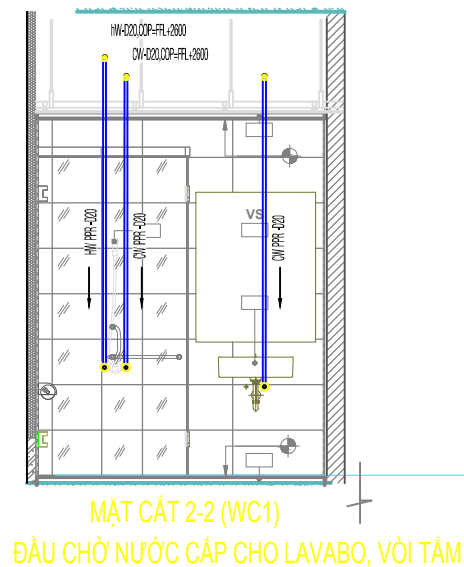 HW-D20,COP=FFL+2600
CW-D20,COP=FFL+2600
HW PPR -D20
CW PPR -D20
VS
CW PPR -D20
MẶT CẮT 2-2 (WC1)
ĐẦU CHỜ NƯỚC CẤP CHO LAVABO, VÒI TẮM